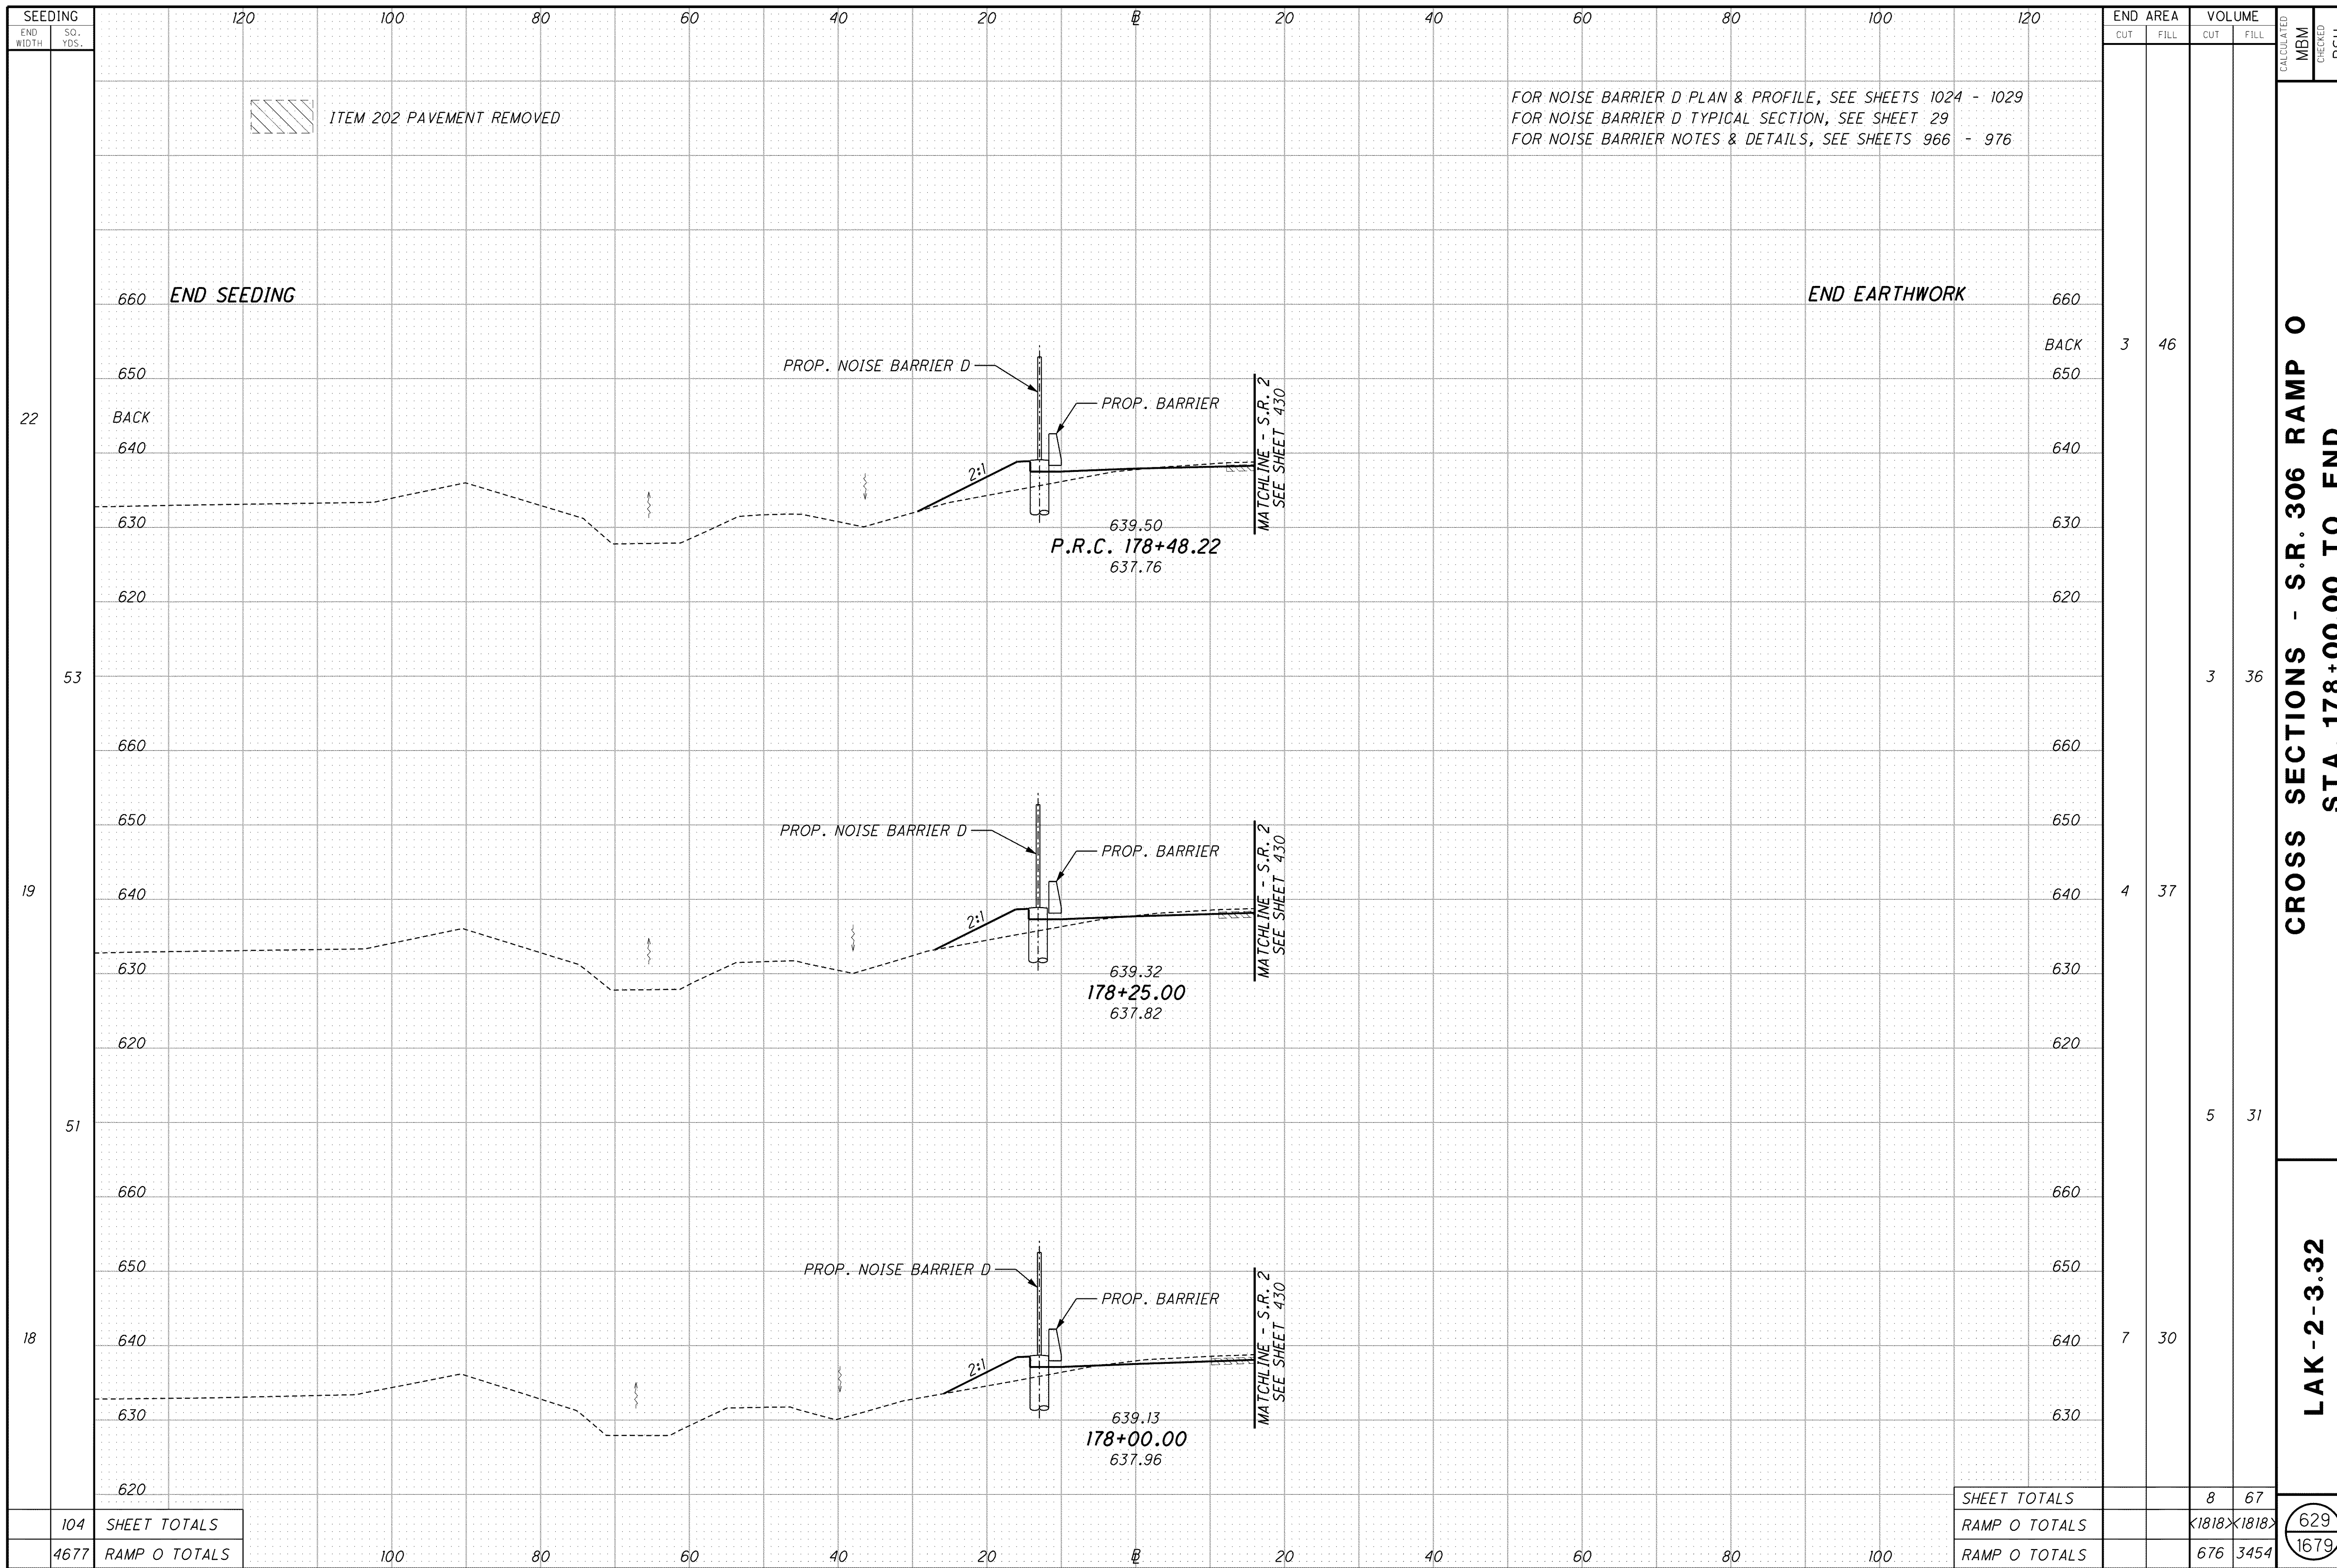 SEEDING
END WIDTH
SQ. YDS.
120 100 80 60 40 20 20 40 60 80 100 120
END AREA
VOLUME
CUT FILL CUT FILL
CALCULATED
MBM
CHECKED
ITEM 202 PAVEMENT REMOVED
FOR NOISE BARRIER D PLAN & PROFILE, SEE SHEETS 1024 - 1029
FOR NOISE BARRIER D TYPICAL SECTION, SEE SHEET 29
FOR NOISE BARRIER NOTES & DETAILS, SEE SHEETS 966 - 976
660 END SEEDING
END EARTHWORK 660
BACK 3 46
650
PROP. NOISE BARRIER D
650
22 BACK
PROP. BARRIER
MATCHLINE - S.R. 2
SEE SHEET 430
640
2:1
640
630
630
639.50
P.R.C. 178+48.22
637.76
620
620
53
3 36
660
660
650
PROP. NOISE BARRIER D
650
PROP. BARRIER
MATCHLINE - S.R. 2
SEE SHEET 430
19
640
2:1
640
4 37
630
630
639.32
178+25.00
637.82
620
620
51
5 31
660
660
650
PROP. NOISE BARRIER D
650
PROP. BARRIER
MATCHLINE - S.R. 2
SEE SHEET 430
18
640
2:1
640
7 30
630
630
639.13
178+00.00
637.96
620
104 SHEET TOTALS
4677 RAMP O TOTALS
100 80 60 40 20 20 40 60 80 100
SHEET TOTALS 8 67
RAMP O TOTALS <1818> <1818>
RAMP O TOTALS 676 3454
CROSS SECTIONS - S.R. 306 RAMP O
STA 178+00.00 TO END
LAK-2-3.32
629
1679